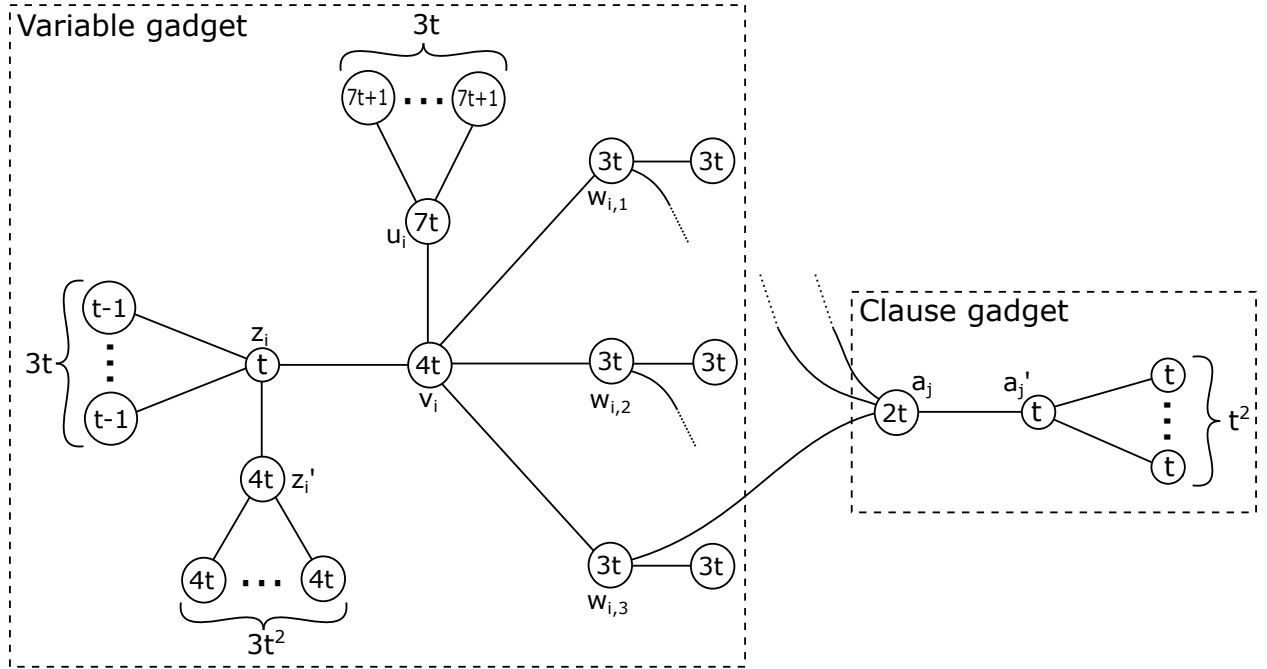 Variable gadget
3t
7t+1 ... 7t+1
7t
u_i
3t 3t
w_{i,1}
t-1
z_i
3t
t
4t
v_i
3t 3t
w_{i,2}
t-1
4t z_i'
4t ... 4t
3t²
3t 3t
w_{i,3}
Clause gadget
a_j a_j'
2t t
t
t
t²